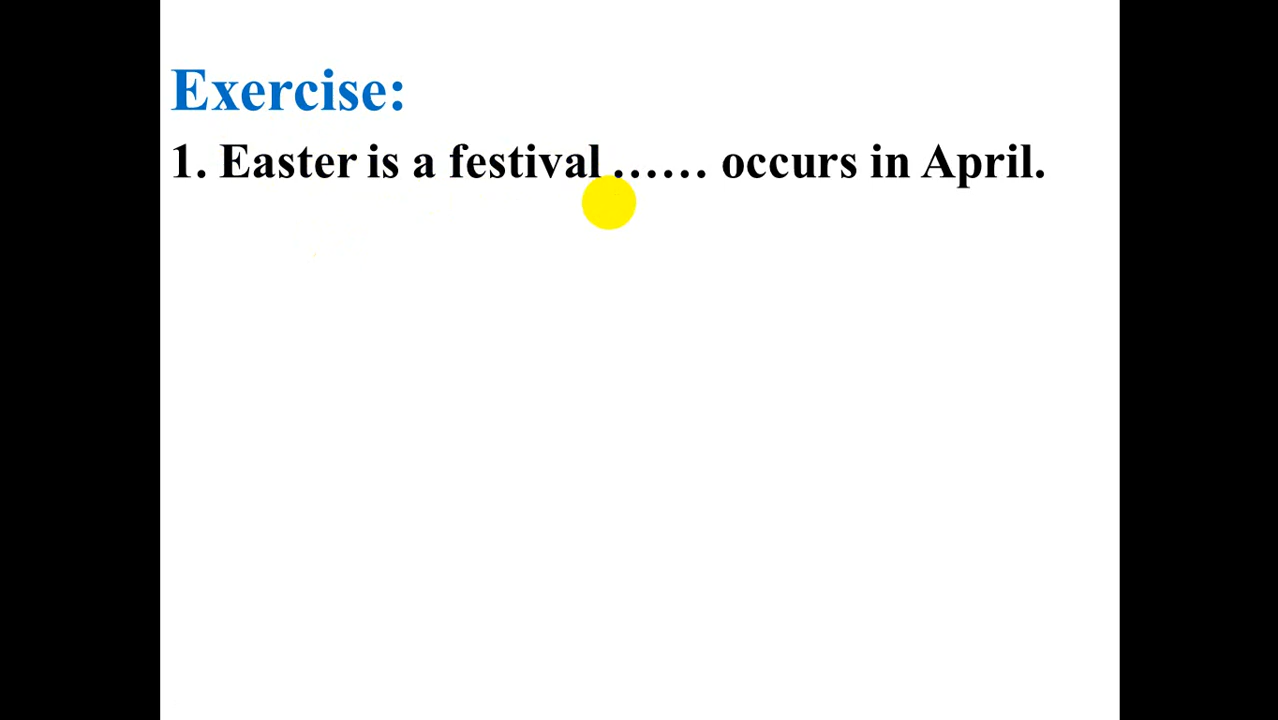 Exercise:
1. Easter is a festival …… occurs in April.